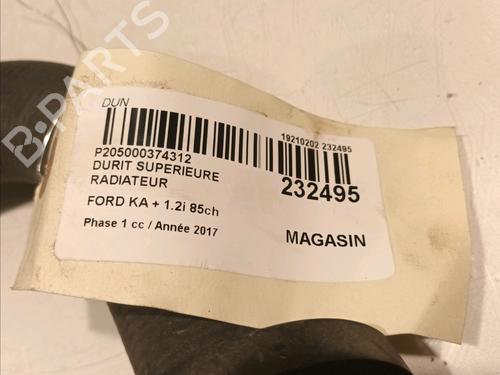 DUN
19210202 232495
P205000374312
DURIT SUPERIEURE
RADIATEUR
232495
FORD KA + 1.2i 85ch
Phase 1 cc / Année 2017
MAGASIN
B-PARTS